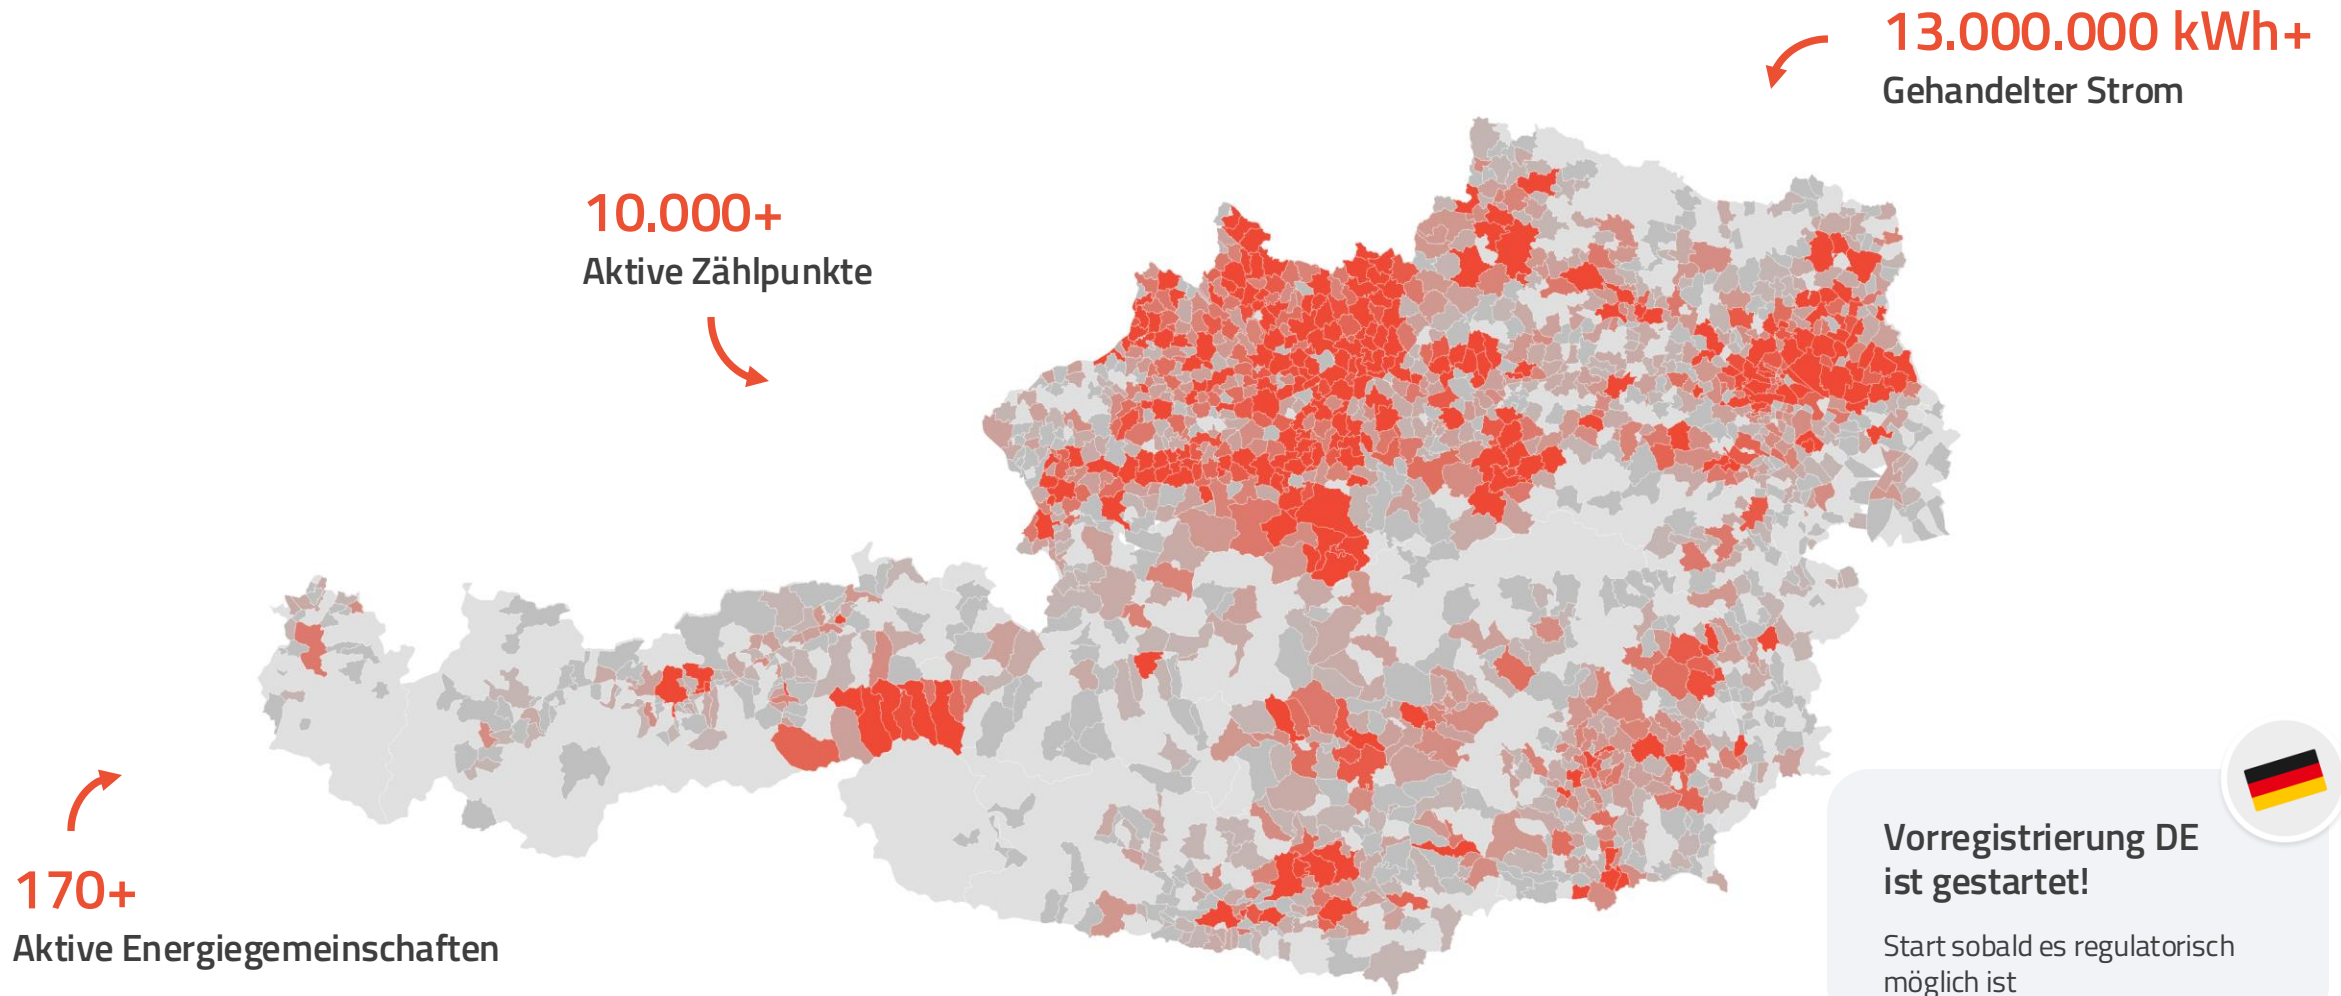 13.000.000 kWh+
Gehandelter Strom
10.000+
Aktive Zählpunkte
170+
Aktive Energiegemeinschaften
Vorregistrierung DE
ist gestartet!
Start sobald es regulatorisch
möglich ist